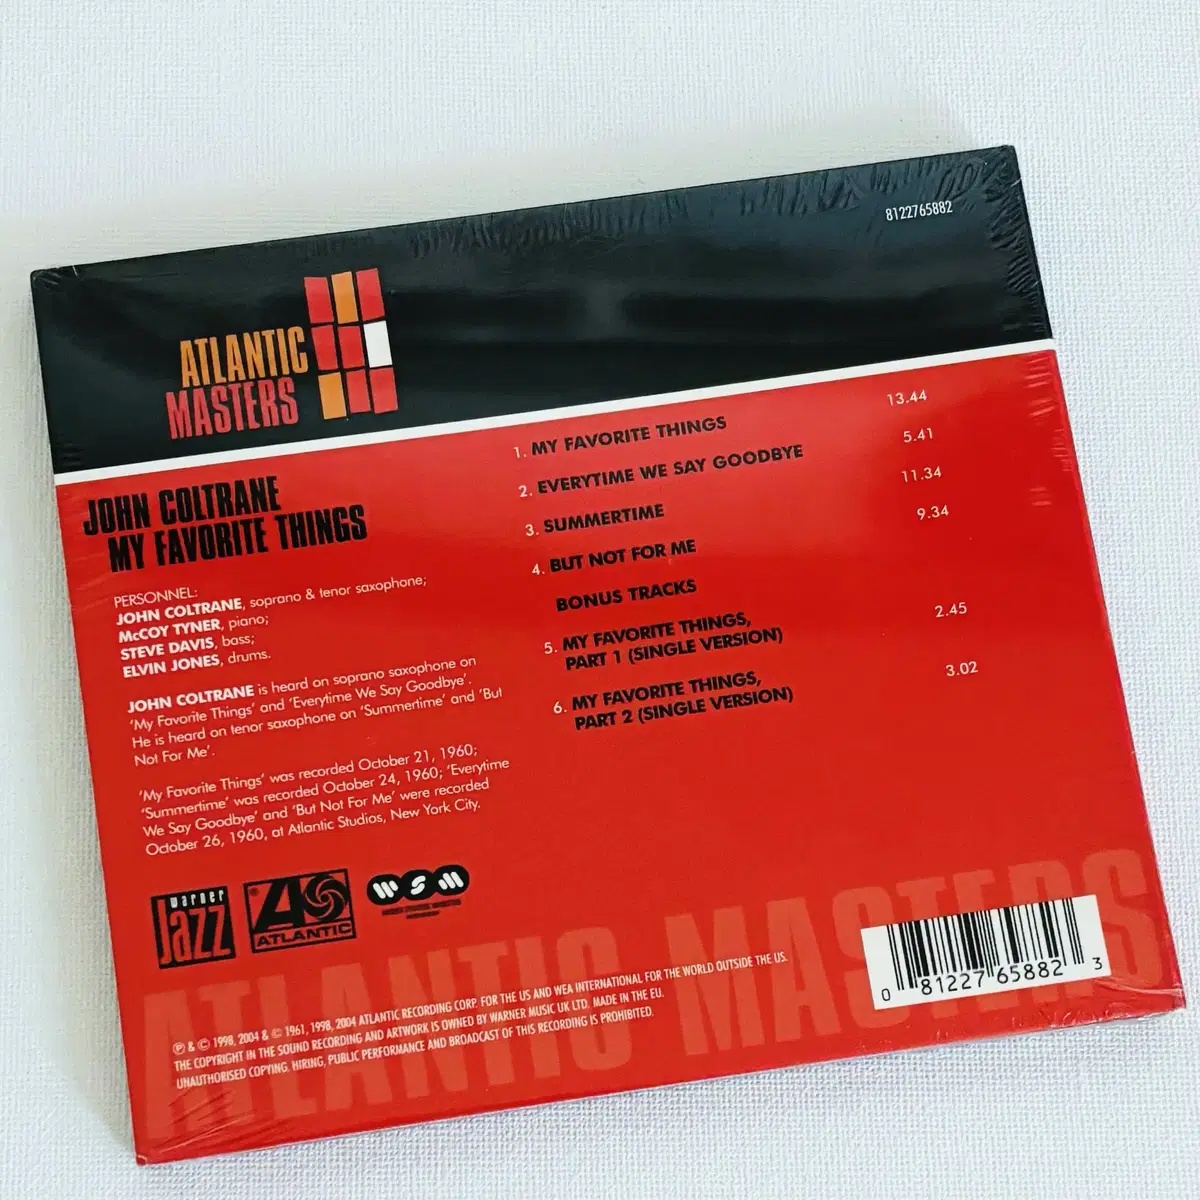 8122765882
ATLANTIC
MASTERS
JOHN COLTRANE
MY FAVORITE THINGS
PERSONNEL:
JOHN COLTRANE, soprano & tenor saxophone;
McCOY TYNER, piano;
STEVE DAVIS, bass;
ELVIN JONES, drums.
JOHN COLTRANE is heard on soprano saxophone on
'My Favorite Things' and 'Everytime We Say Goodbye'.
He is heard on tenor saxophone on 'Summertime' and 'But
Not For Me'.
'My Favorite Things' was recorded October 21, 1960;
'Summertime' was recorded October 24, 1960; 'Everytime
We Say Goodbye' and 'But Not For Me' were recorded
October 26, 1960, at Atlantic Studios, New York City.
1. MY FAVORITE THINGS 13.44
2. EVERYTIME WE SAY GOODBYE 5.41
3. SUMMERTIME 11.34
4. BUT NOT FOR ME 9.34
BONUS TRACKS
5. MY FAVORITE THINGS, 2.45
PART 1 (SINGLE VERSION)
6. MY FAVORITE THINGS, 3.02
PART 2 (SINGLE VERSION)
warner
Jazz
ATLANTIC
W S M
ATLANTIC MASTERS
℗ & © 1998, 2004 & © 1961, 1998, 2004 ATLANTIC RECORDING CORP. FOR THE US AND WEA INTERNATIONAL FOR THE WORLD OUTSIDE THE US.
THE COPYRIGHT IN THE SOUND RECORDING AND ARTWORK IS OWNED BY WARNER MUSIC UK LTD. MADE IN THE EU.
UNAUTHORISED COPYING, HIRING, PUBLIC PERFORMANCE AND BROADCAST OF THIS RECORDING IS PROHIBITED.
0 81227 65882 3